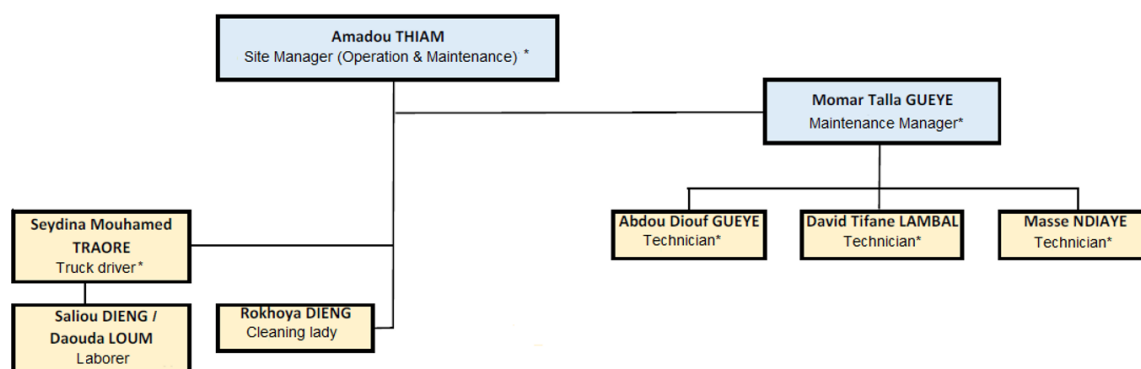 Amadou THIAM
Site Manager (Operation & Maintenance) *
Momar Talla GUEYE
Maintenance Manager*
Abdou Diouf GUEYE
Technician*
David Tifane LAMBAL
Technician*
Masse NDIAYE
Technician*
Seydina Mouhamed
TRAORE
Truck driver*
Saliou DIENG /
Daouda LOUM
Laborer
Rokhoya DIENG
Cleaning lady